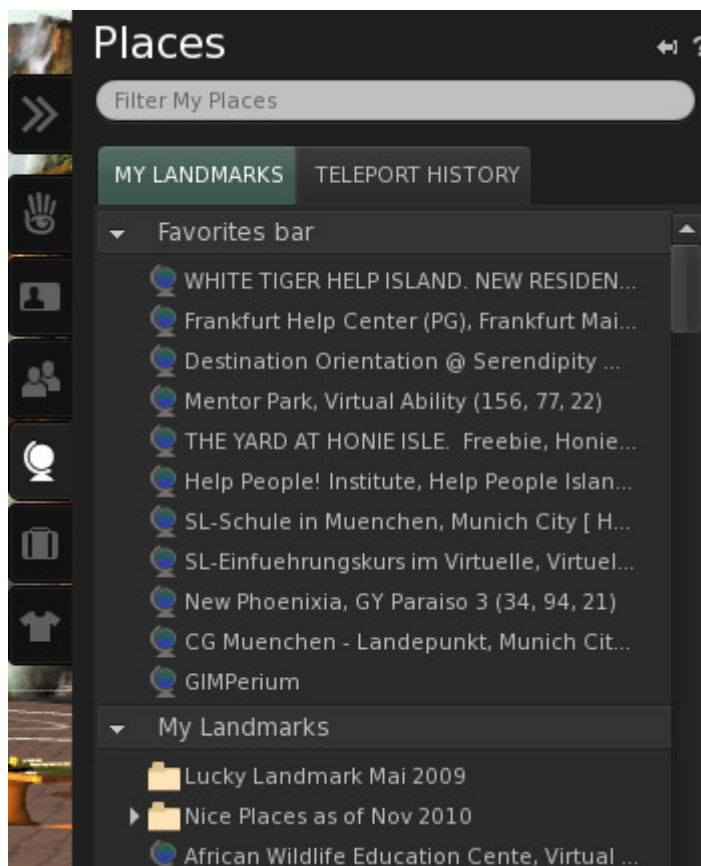 Places
?
Filter My Places
MY LANDMARKS TELEPORT HISTORY
Favorites bar
WHITE TIGER HELP ISLAND. NEW RESIDEN...
Frankfurt Help Center (PG), Frankfurt Mai...
Destination Orientation @ Serendipity ...
Mentor Park, Virtual Ability (156, 77, 22)
THE YARD AT HONIE ISLE.  Freebie, Honie...
Help People! Institute, Help People Islan...
SL-Schule in Muenchen, Munich City [ H...
SL-Einfuehrungskurs im Virtuelle, Virtuel...
New Phoenixia, GY Paraiso 3 (34, 94, 21)
CG Muenchen - Landepunkt, Munich Cit...
GIMPerium
My Landmarks
Lucky Landmark Mai 2009
Nice Places as of Nov 2010
African Wildlife Education Cente, Virtual ...